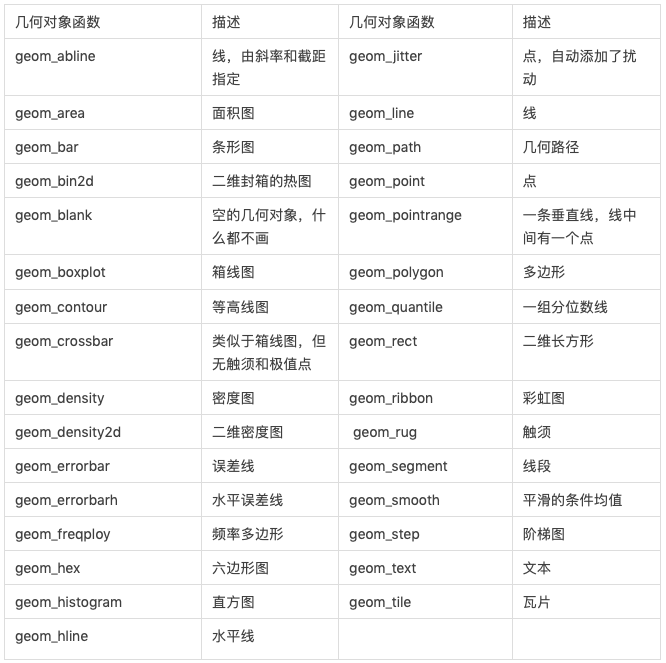 几何对象函数 描述 几何对象函数 描述
geom_abline 线，由斜率和截距 geom_jitter 点，自动添加了扰
指定 动
geom_area 面积图 geom_line 线
geom_bar 条形图 geom_path 几何路径
geom_bin2d 二维封箱的热图 geom_point 点
geom_blank 空的几何对象，什 geom_pointrange 一条垂直线，线中
么都不画 间有一个点
geom_boxplot 箱线图 geom_polygon 多边形
geom_contour 等高线图 geom_quantile 一组分位数线
geom_crossbar 类似于箱线图，但 geom_rect 二维长方形
无触须和极值点
geom_density 密度图 geom_ribbon 彩虹图
geom_density2d 二维密度图 geom_rug 触须
geom_errorbar 误差线 geom_segment 线段
geom_errorbarh 水平误差线 geom_smooth 平滑的条件均值
geom_freqploy 频率多边形 geom_step 阶梯图
geom_hex 六边形图 geom_text 文本
geom_histogram 直方图 geom_tile 瓦片
geom_hline 水平线